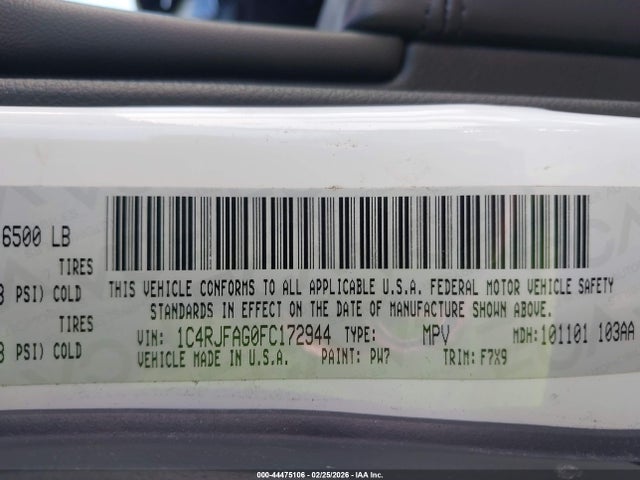 6500 LB
TIRES
PSI) COLD
TIRES
PSI) COLD
THIS VEHICLE CONFORMS TO ALL APPLICABLE U.S.A. FEDERAL MOTOR VEHICLE SAFETY
STANDARDS IN EFFECT ON THE DATE OF MANUFACTURE SHOWN ABOVE.
VIN: 1C4RJFAG0FC172944 TYPE: MPV MDH:101101 103AA
VEHICLE MADE IN U.S.A. PAINT: PW7 TRIM: F7X9
000-44475106 - 02/25/2026 - IAA Inc.